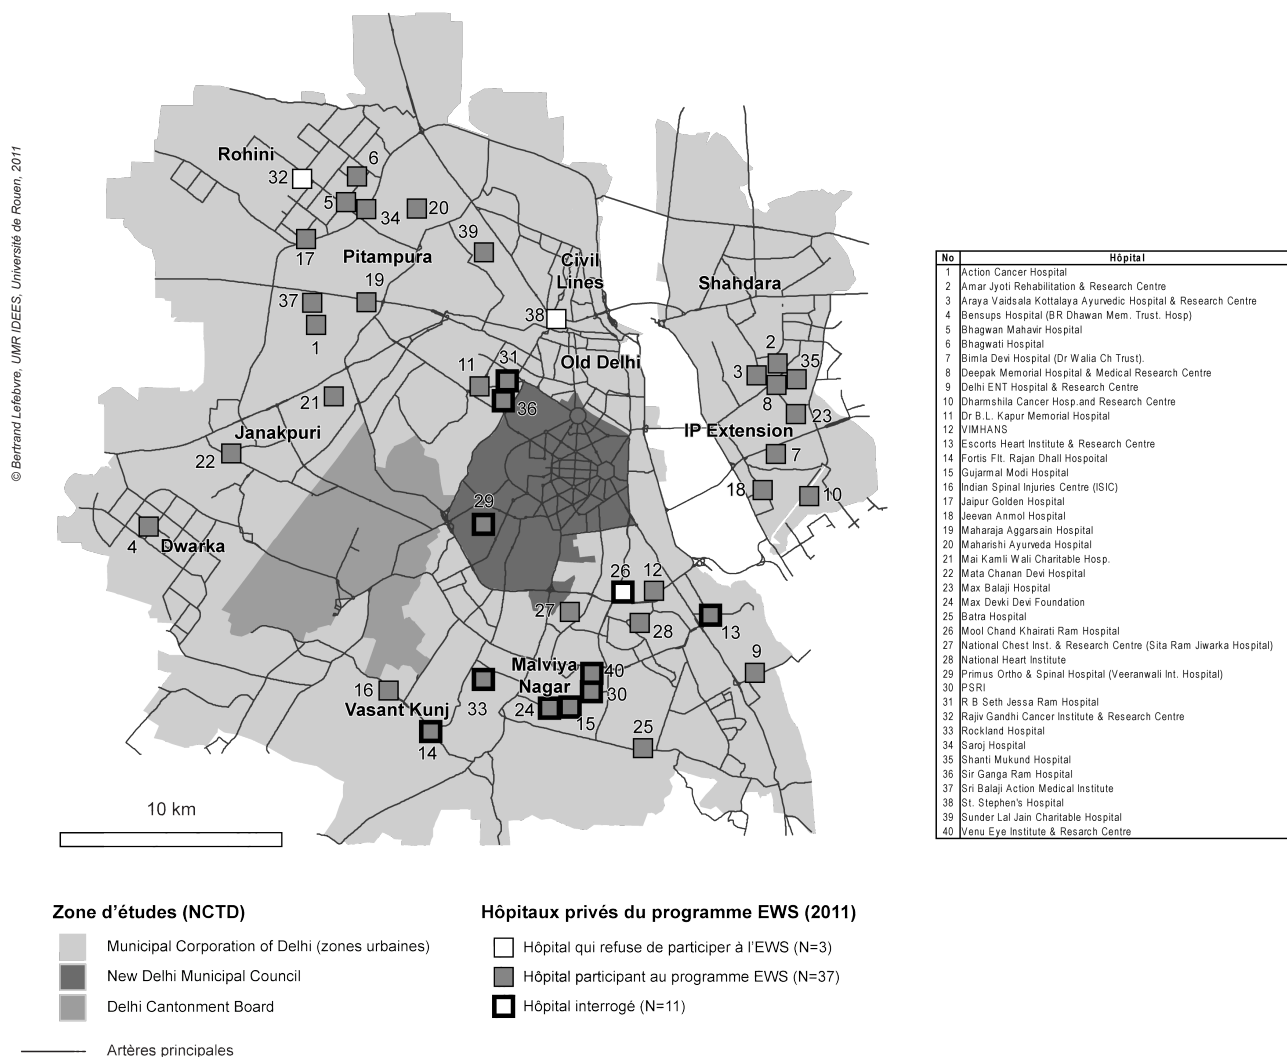 © Bertrand Lefebvre, UMR IDEES, Université de Rouen, 2011
Rohini
6
32
5
34
20
39
17
Pitampura
Civil
Lines
Shahdara
19
37
38
1
Old Delhi
31
11
36
2
35
3
8
21
23
Janakpuri
IP Extension
22
7
18
10
29
4
Dwarka
26
12
27
28
13
9
Malviya
Nagar
40
30
16
33
24
15
Vasant Kunj
14
25
10 km
No Hôpital
1 Action Cancer Hospital
2 Amar Jyoti Rehabilitation & Research Centre
3 Araya Vaidsala Kottalaya Ayurvedic Hospital & Research Centre
4 Bensups Hospital (BR Dhawan Mem. Trust. Hosp)
5 Bhagwan Mahavir Hospital
6 Bhagwati Hospital
7 Bimla Devi Hospital (Dr Walia Ch Trust).
8 Deepak Memorial Hospital & Medical Research Centre
9 Delhi ENT Hospital & Research Centre
10 Dharmshila Cancer Hosp.and Research Centre
11 Dr B.L. Kapur Memorial Hospital
12 VIMHANS
13 Escorts Heart Institute & Research Centre
14 Fortis Flt. Rajan Dhall Hospoital
15 Gujarmal Modi Hospital
16 Indian Spinal Injuries Centre (ISIC)
17 Jaipur Golden Hospital
18 Jeevan Anmol Hospital
19 Maharaja Aggarsain Hospital
20 Maharishi Ayurveda Hospital
21 Mai Kamli Wali Charitable Hosp.
22 Mata Chanan Devi Hospital
23 Max Balaji Hospital
24 Max Devki Devi Foundation
25 Batra Hospital
26 Mool Chand Khairati Ram Hospital
27 National Chest Inst. & Research Centre (Sita Ram Jiwarka Hospital)
28 National Heart Institute
29 Primus Ortho & Spinal Hospital (Veeranwali Int. Hospital)
30 PSRI
31 R B Seth Jessa Ram Hospital
32 Rajiv Gandhi Cancer Institute & Research Centre
33 Rockland Hospital
34 Saroj Hospital
35 Shanti Mukund Hospital
36 Sir Ganga Ram Hospital
37 Sri Balaji Action Medical Institute
38 St. Stephen's Hospital
39 Sunder Lal Jain Charitable Hospital
40 Venu Eye Institute & Resarch Centre
Zone d'études (NCTD)
Municipal Corporation of Delhi (zones urbaines)
New Delhi Municipal Council
Delhi Cantonment Board
Artères principales
Hôpitaux privés du programme EWS (2011)
Hôpital qui refuse de participer à l'EWS (N=3)
Hôpital participant au programme EWS (N=37)
Hôpital interrogé (N=11)